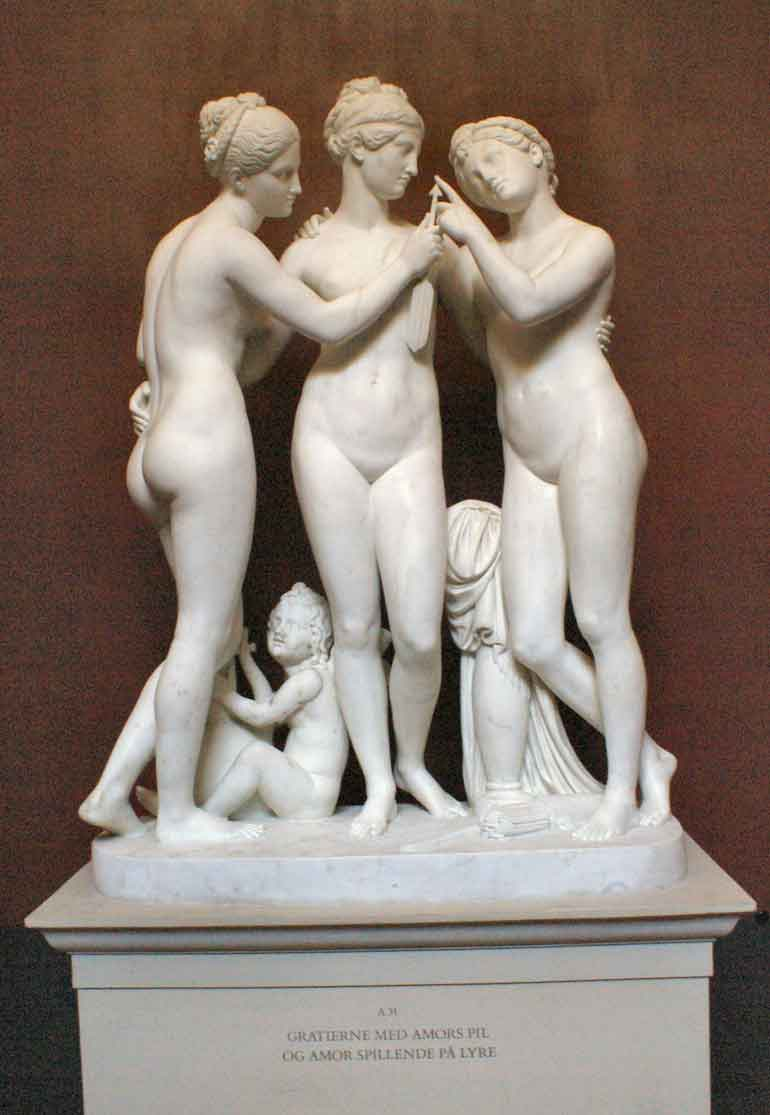 A 31
GRATIERNE MED AMORS PIL
OG AMOR SPILLENDE PÅ LYRE